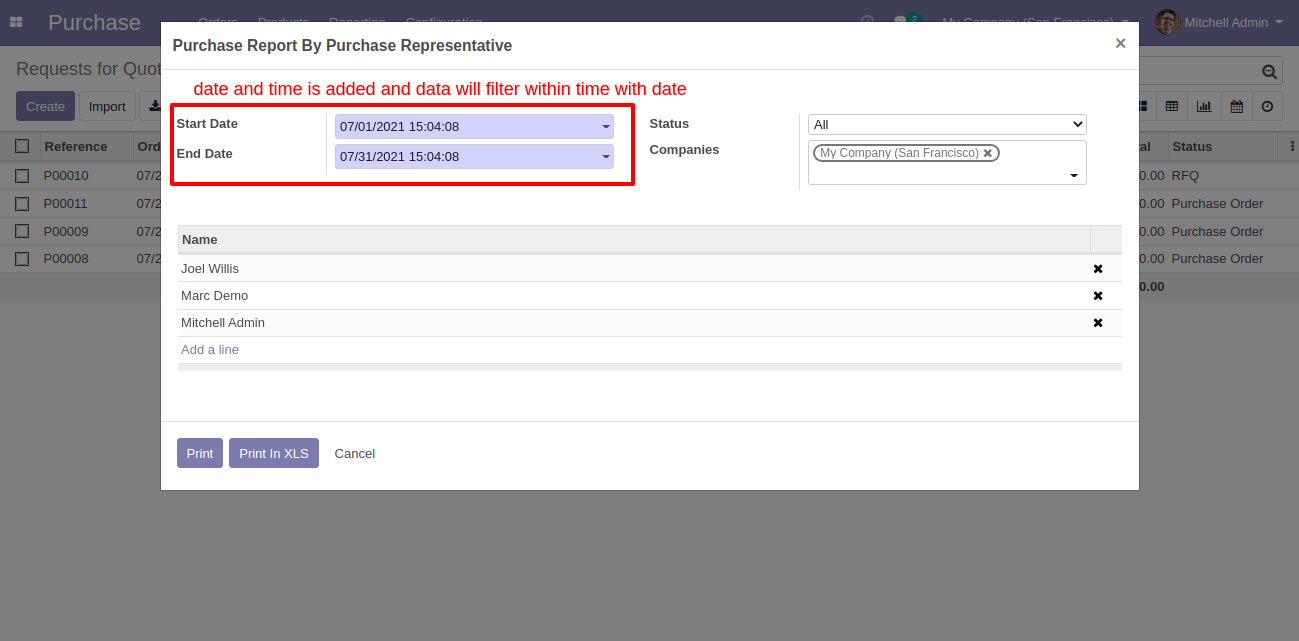 Purchase
Orders Products Reporting Configuration
2
My Company (San Francisco)
Mitchell Admin
Purchase Report By Purchase Representative
×
Requests for Quot
date and time is added and data will filter within time with date
Create
Import
Start Date
07/01/2021 15:04:08
End Date
07/31/2021 15:04:08
Status
All
Companies
My Company (San Francisco)
Reference
Ord
tal
Status
P00010
07/2
0.00
RFQ
P00011
07/2
0.00
Purchase Order
P00009
07/2
0.00
Purchase Order
P00008
07/2
0.00
Purchase Order
0.00
Name
Joel Willis
Marc Demo
Mitchell Admin
Add a line
Print
Print In XLS
Cancel